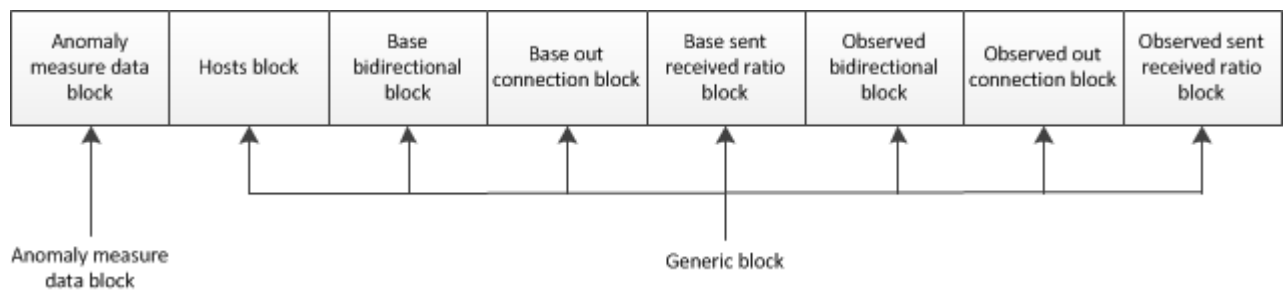 Anomaly
measure data
block
Hosts block
Base
bidirectional
block
Base out
connection block
Base sent
received ratio
block
Observed
bidirectional
block
Observed out
connection block
Observed sent
received ratio
block
Anomaly measure
data block
Generic block